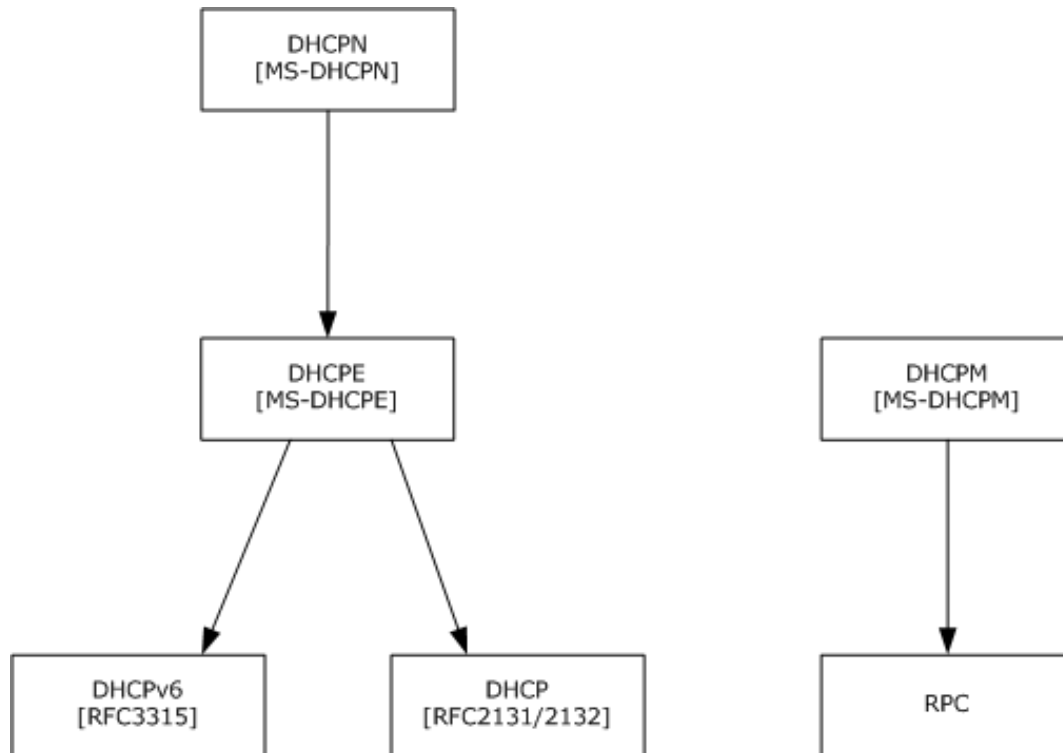 DHCPN
[MS-DHCPN]
DHCPE
[MS-DHCPE]
DHCPM
[MS-DHCPM]
DHCPv6
[RFC3315]
DHCP
[RFC2131/2132]
RPC